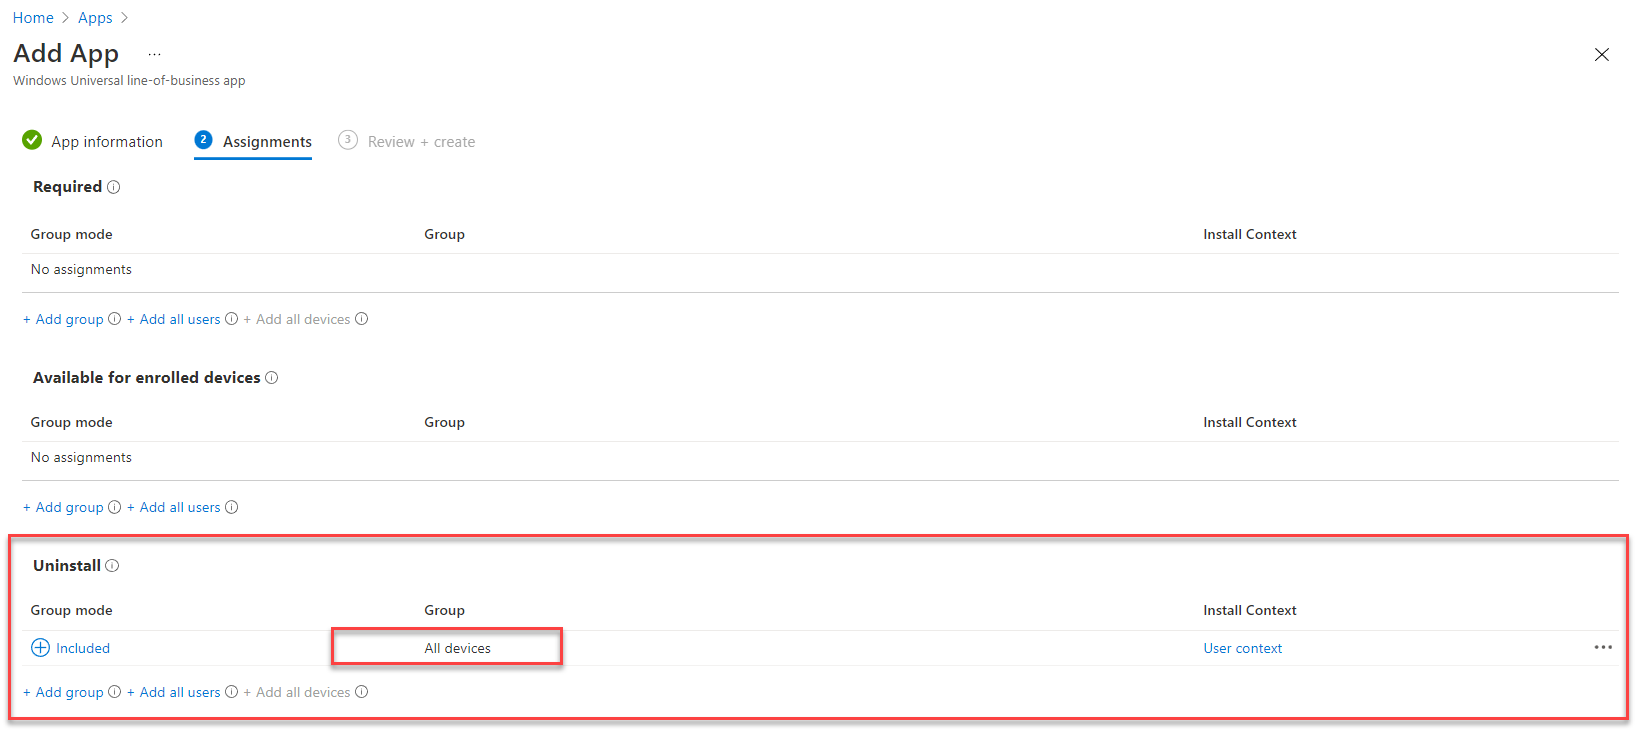 Home > Apps >
Add App ...
Windows Universal line-of-business app
App information 2 Assignments 3 Review + create
Required
Group mode Group Install Context
No assignments
+ Add group + Add all users + Add all devices
Available for enrolled devices
Group mode Group Install Context
No assignments
+ Add group + Add all users
Uninstall
Group mode Group Install Context
Included All devices User context ...
+ Add group + Add all users + Add all devices